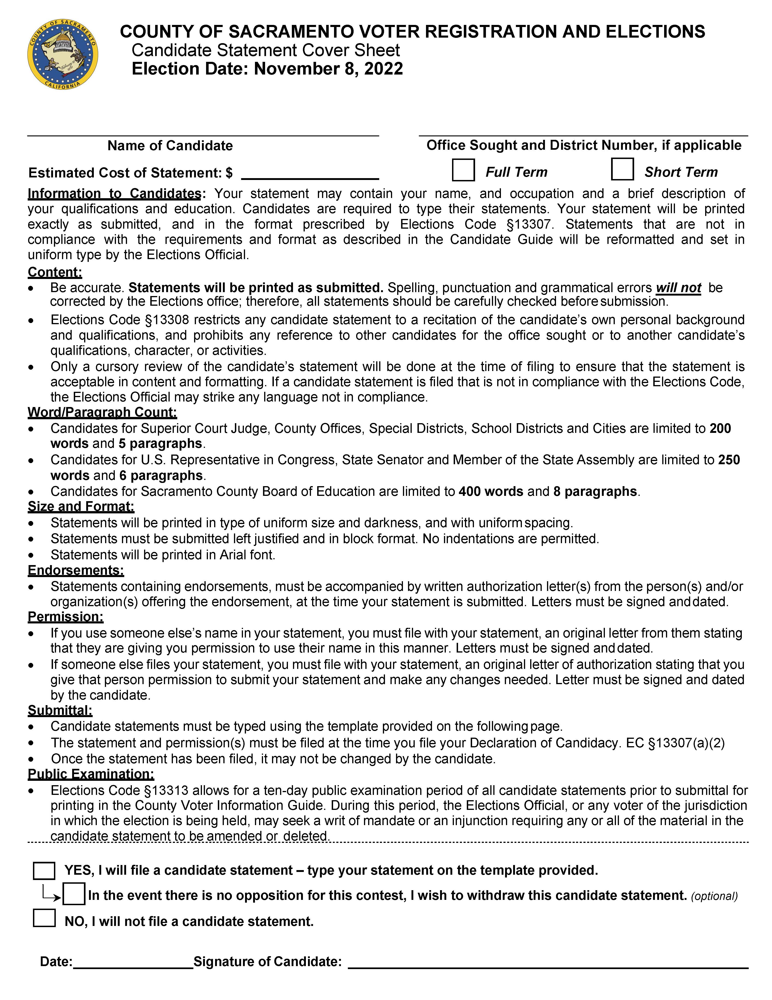 COUNTY OF SACRAMENTO
CALIFORNIA
February 18
1850
COUNTY OF SACRAMENTO VOTER REGISTRATION AND ELECTIONS
Candidate Statement Cover Sheet
Election Date: November 8, 2022
Name of Candidate
Office Sought and District Number, if applicable
Estimated Cost of Statement: $
Full Term
Short Term
Information to Candidates: Your statement may contain your name, and occupation and a brief description of
your qualifications and education. Candidates are required to type their statements. Your statement will be printed
exactly as submitted, and in the format prescribed by Elections Code §13307. Statements that are not in
compliance with the requirements and format as described in the Candidate Guide will be reformatted and set in
uniform type by the Elections Official.
Content:
• Be accurate. Statements will be printed as submitted. Spelling, punctuation and grammatical errors will not be
corrected by the Elections office; therefore, all statements should be carefully checked before submission.
• Elections Code §13308 restricts any candidate statement to a recitation of the candidate’s own personal background
and qualifications, and prohibits any reference to other candidates for the office sought or to another candidate’s
qualifications, character, or activities.
• Only a cursory review of the candidate’s statement will be done at the time of filing to ensure that the statement is
acceptable in content and formatting. If a candidate statement is filed that is not in compliance with the Elections Code,
the Elections Official may strike any language not in compliance.
Word/Paragraph Count:
• Candidates for Superior Court Judge, County Offices, Special Districts, School Districts and Cities are limited to 200
words and 5 paragraphs.
• Candidates for U.S. Representative in Congress, State Senator and Member of the State Assembly are limited to 250
words and 6 paragraphs.
• Candidates for Sacramento County Board of Education are limited to 400 words and 8 paragraphs.
Size and Format:
• Statements will be printed in type of uniform size and darkness, and with uniform spacing.
• Statements must be submitted left justified and in block format. No indentations are permitted.
• Statements will be printed in Arial font.
Endorsements:
• Statements containing endorsements, must be accompanied by written authorization letter(s) from the person(s) and/or
organization(s) offering the endorsement, at the time your statement is submitted. Letters must be signed and dated.
Permission:
• If you use someone else’s name in your statement, you must file with your statement, an original letter from them stating
that they are giving you permission to use their name in this manner. Letters must be signed and dated.
• If someone else files your statement, you must file with your statement, an original letter of authorization stating that you
give that person permission to submit your statement and make any changes needed. Letter must be signed and dated
by the candidate.
Submittal:
• Candidate statements must be typed using the template provided on the following page.
• The statement and permission(s) must be filed at the time you file your Declaration of Candidacy. EC §13307(a)(2)
• Once the statement has been filed, it may not be changed by the candidate.
Public Examination:
• Elections Code §13313 allows for a ten-day public examination period of all candidate statements prior to submittal for
printing in the County Voter Information Guide. During this period, the Elections Official, or any voter of the jurisdiction
in which the election is being held, may seek a writ of mandate or an injunction requiring any or all of the material in the
candidate statement to be amended or deleted.
YES, I will file a candidate statement – type your statement on the template provided.
In the event there is no opposition for this contest, I wish to withdraw this candidate statement. (optional)
NO, I will not file a candidate statement.
Date: Signature of Candidate: